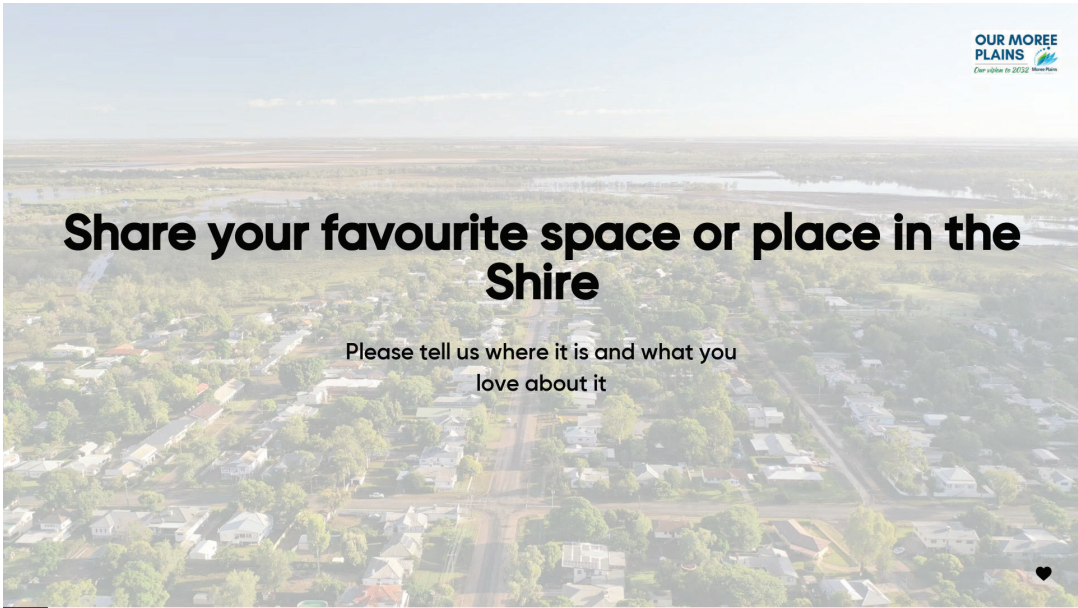 OUR MOREE
PLAINS
Our vision to 2032
Moree Plains
Share your favourite space or place in the
Shire
Please tell us where it is and what you
love about it